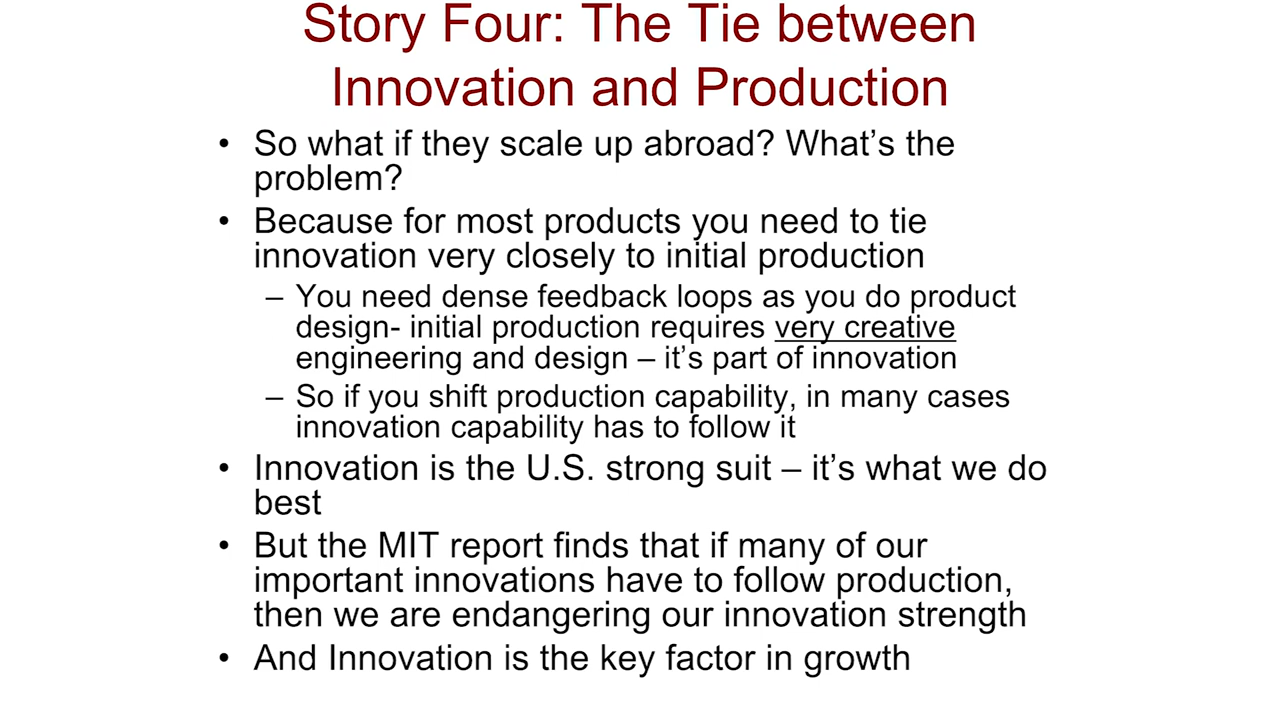 Story Four: The Tie between
Innovation and Production
• So what if they scale up abroad? What's the
problem?
• Because for most products you need to tie
innovation very closely to initial production
– You need dense feedback loops as you do product
design- initial production requires very creative
engineering and design – it's part of innovation
– So if you shift production capability, in many cases
innovation capability has to follow it
• Innovation is the U.S. strong suit – it's what we do
best
• But the MIT report finds that if many of our
important innovations have to follow production,
then we are endangering our innovation strength
• And Innovation is the key factor in growth